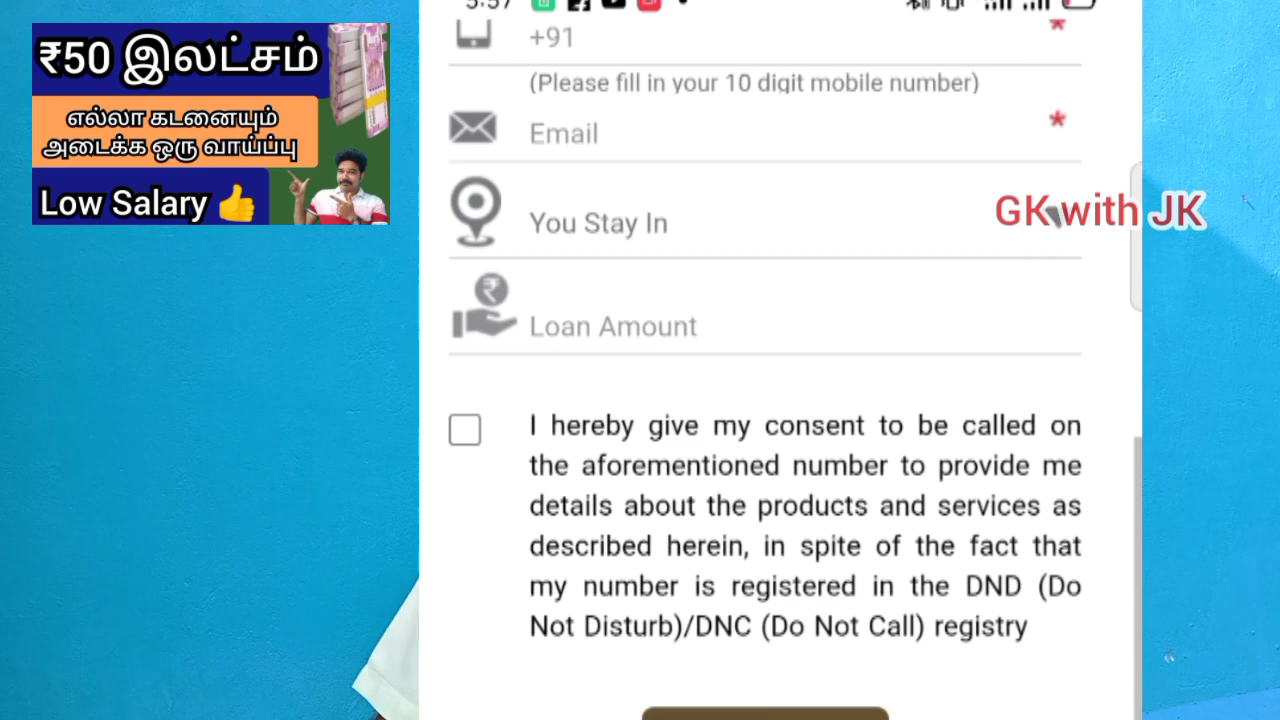 ₹50 இலட்சம்
எல்லா கடனையும்
அடைக்க ஒரு வாய்ப்பு
Low Salary
5:57
+91 *
(Please fill in your 10 digit mobile number)
Email *
You Stay In
GK with JK
Loan Amount
I hereby give my consent to be called on
the aforementioned number to provide me
details about the products and services as
described herein, in spite of the fact that
my number is registered in the DND (Do
Not Disturb)/DNC (Do Not Call) registry